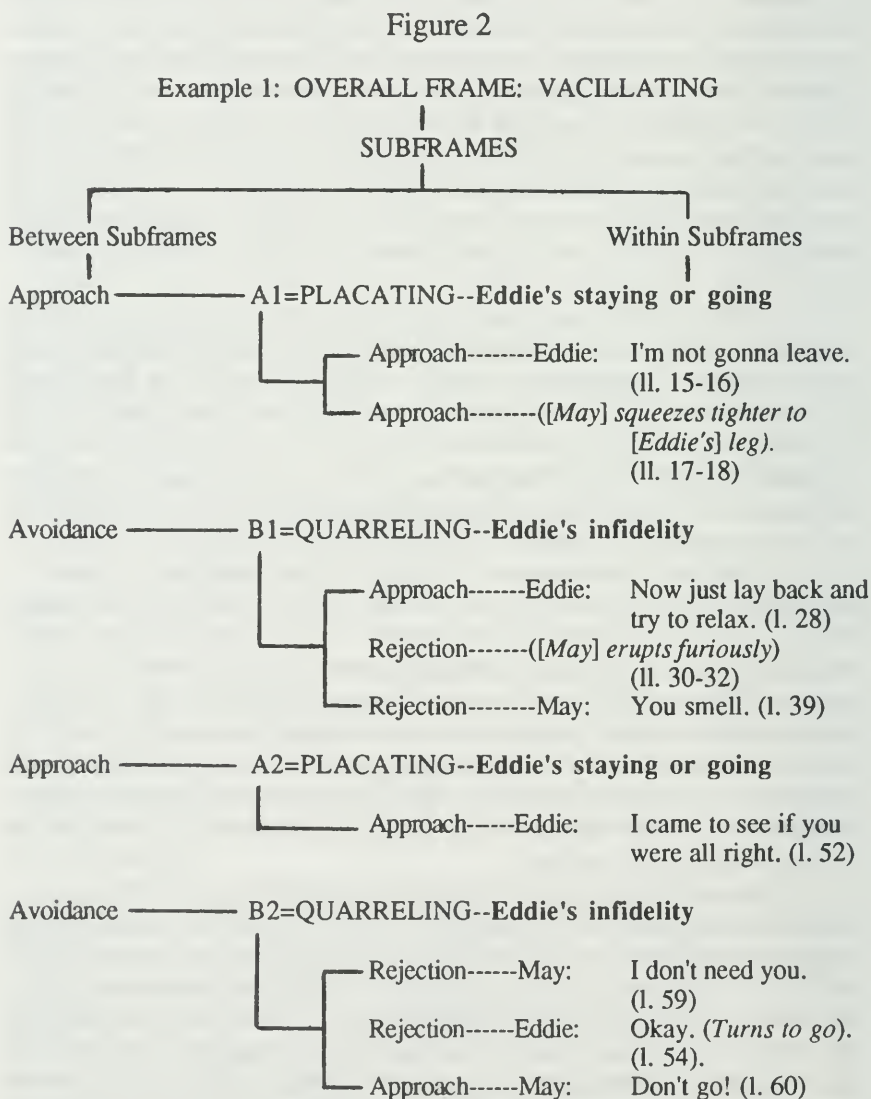 Figure 2
Example 1: OVERALL FRAME: VACILLATING
SUBFRAMES
Between Subframes Within Subframes
Approach A1=PLACATING--Eddie's staying or going
Approach--------Eddie: I'm not gonna leave.
(ll. 15-16)
Approach--------([May] squeezes tighter to
[Eddie's] leg).
(ll. 17-18)
Avoidance B1=QUARRELING--Eddie's infidelity
Approach-------Eddie: Now just lay back and
try to relax. (l. 28)
Rejection-----([May] erupts furiously)
(ll. 30-32)
Rejection--------May: You smell. (l. 39)
Approach A2=PLACATING--Eddie's staying or going
Approach-----Eddie: I came to see if you
were all right. (l. 52)
Avoidance B2=QUARRELING--Eddie's infidelity
Rejection------May: I don't need you.
(l. 59)
Rejection------Eddie: Okay. (Turns to go).
(l. 54).
Approach------May: Don't go! (l. 60)